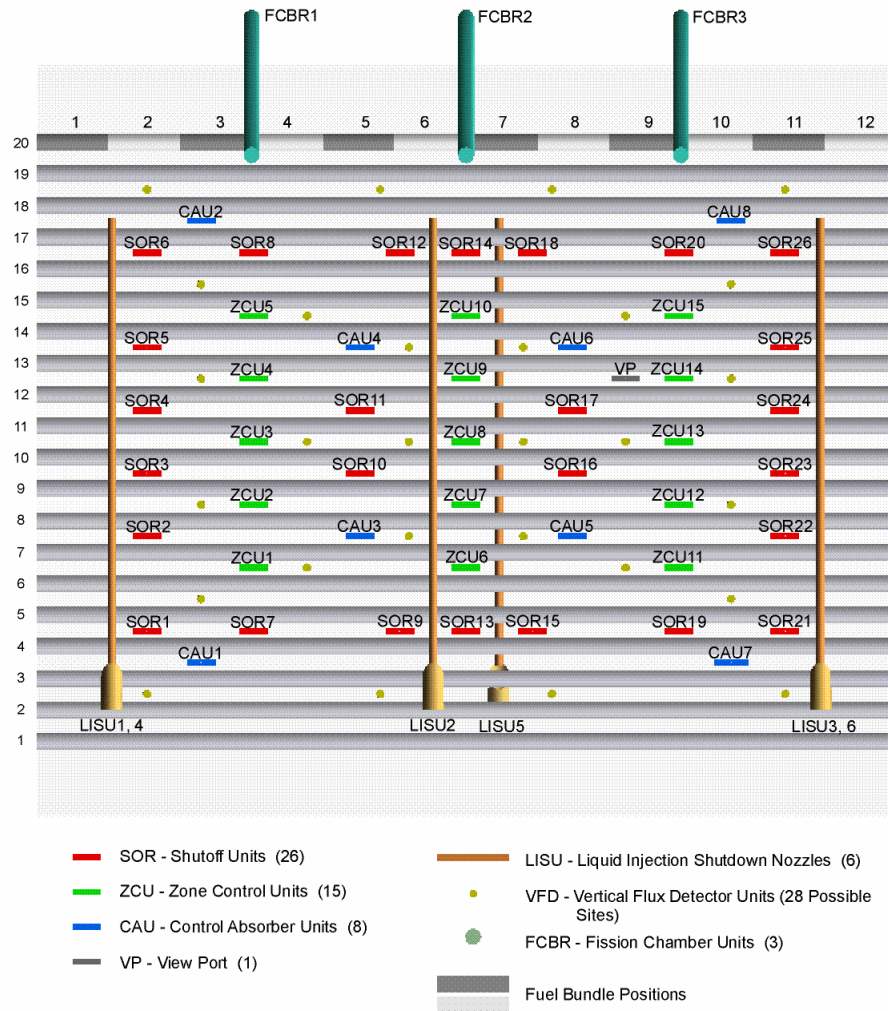 FCBR1 FCBR2 FCBR3
1 2 3 4 5 6 7 8 9 10 11 12
20
19
18
CAU2 CAU8
17
SOR6 SOR8 SOR12 SOR14 SOR18 SOR20 SOR26
16
15
ZCU5 ZCU10 ZCU15
14
SOR5 CAU4 CAU6 SOR25
13
ZCU4 ZCU9 VP ZCU14
12
SOR4 SOR11 SOR17 SOR24
11
ZCU3 ZCU8 ZCU13
10
SOR3 SOR10 SOR16 SOR23
9
ZCU2 ZCU7 ZCU12
8
SOR2 CAU3 CAU5 SOR22
7
ZCU1 ZCU6 ZCU11
6
5
SOR1 SOR7 SOR9 SOR13 SOR15 SOR19 SOR21
4
CAU1 CAU7
3
2
LISU1, 4 LISU2 LISU5 LISU3, 6
1
SOR - Shutoff Units (26)
ZCU - Zone Control Units (15)
CAU - Control Absorber Units (8)
VP - View Port (1)
LISU - Liquid Injection Shutdown Nozzles (6)
VFD - Vertical Flux Detector Units (28 Possible
Sites)
FCBR - Fission Chamber Units (3)
Fuel Bundle Positions